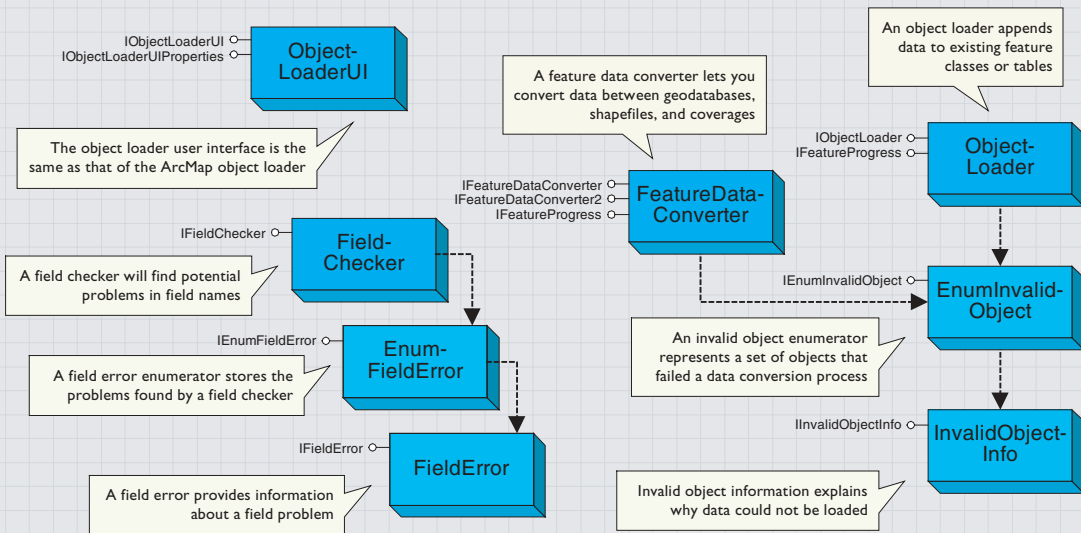 IObjectLoaderUI
IObjectLoaderUIProperties
Object-
LoaderUI
The object loader user interface is the
same as that of the ArcMap object loader
A feature data converter lets you
convert data between geodatabases,
shapefiles, and coverages
An object loader appends
data to existing feature
classes or tables
IObjectLoader
IFeatureProgress
Object-
Loader
IFeatureDataConverter
IFeatureDataConverter2
IFeatureProgress
FeatureData-
Converter
IFieldChecker
Field-
Checker
A field checker will find potential
problems in field names
IEnumInvalidObject
EnumInvalid-
Object
An invalid object enumerator
represents a set of objects that
failed a data conversion process
IEnumFieldError
Enum-
FieldError
A field error enumerator stores the
problems found by a field checker
IInvalidObjectInfo
InvalidObject-
Info
IFieldError
FieldError
A field error provides information
about a field problem
Invalid object information explains
why data could not be loaded